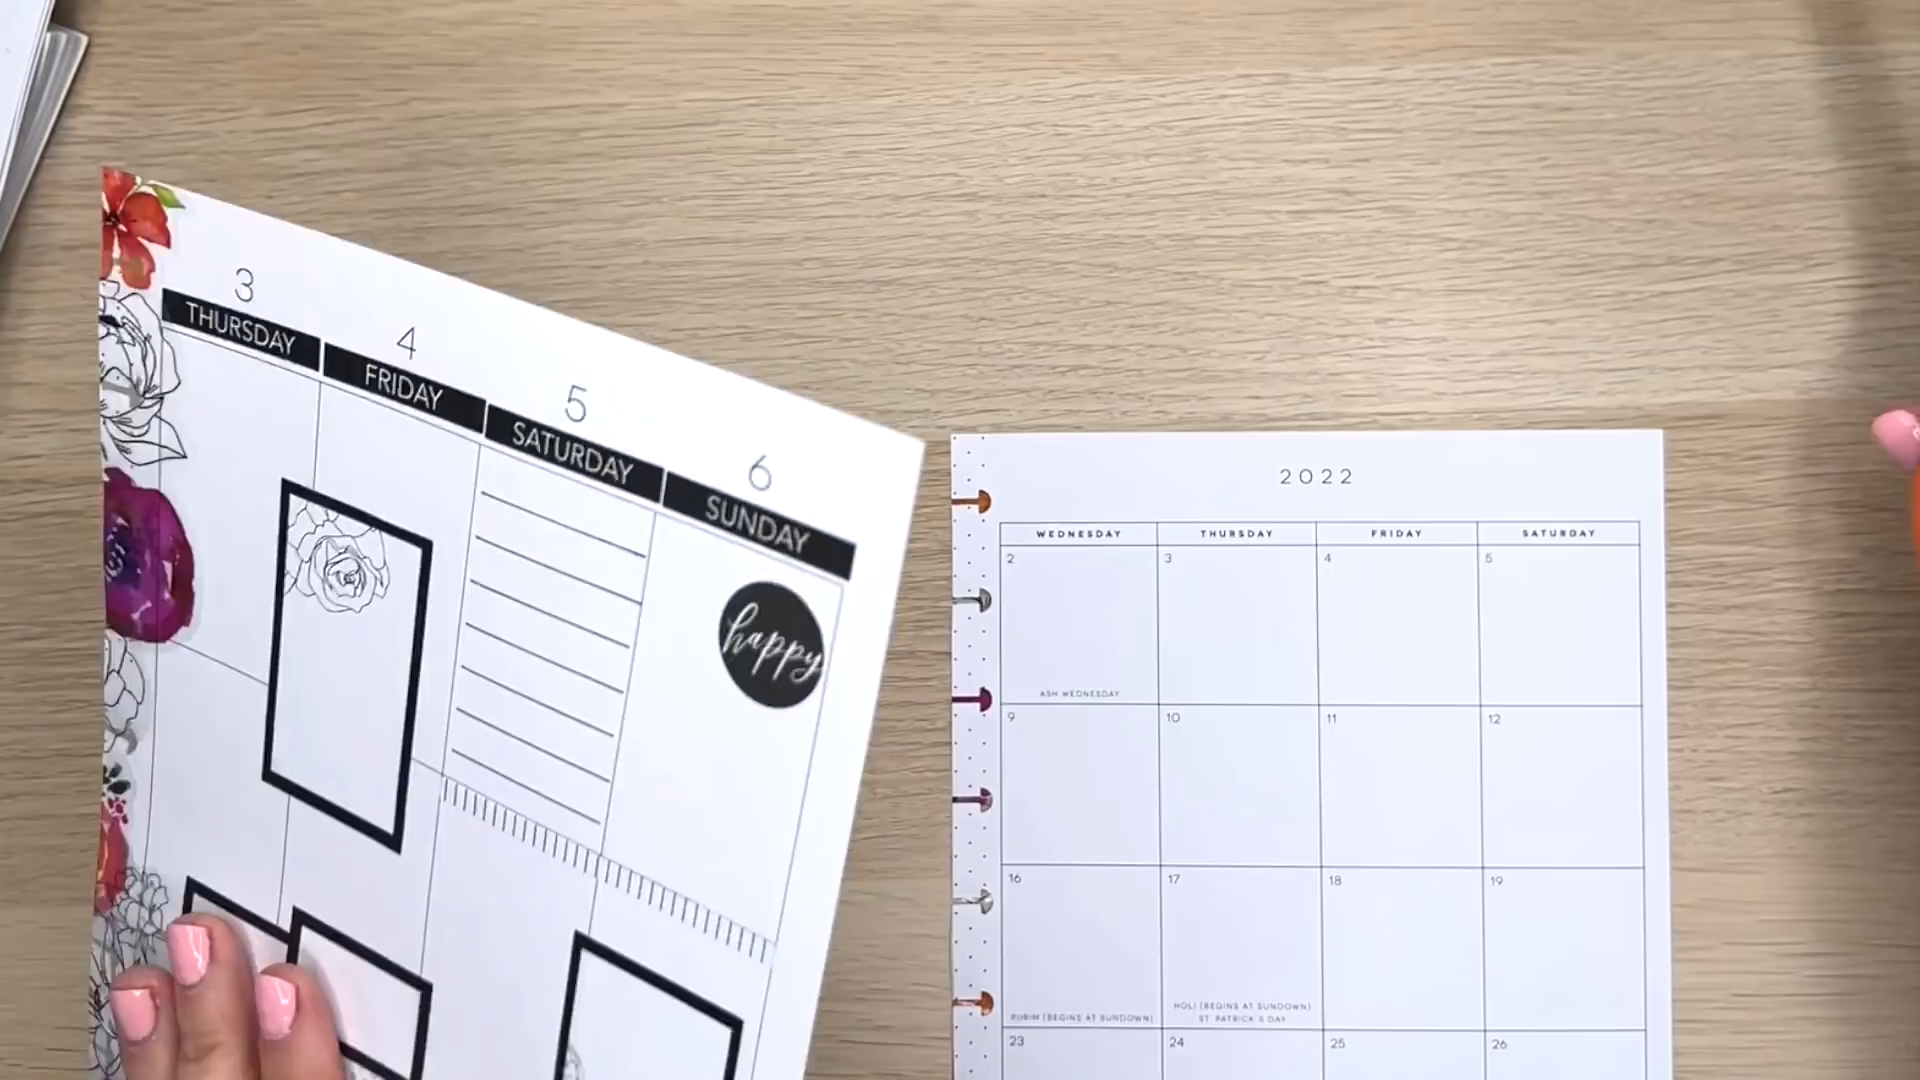 3
THURSDAY
4
FRIDAY
5
SATURDAY
6
SUNDAY
happy
2022
WEDNESDAY THURSDAY FRIDAY SATURDAY
2 3 4 5
ASH WEDNESDAY
9 10 11 12
16 17 18 19
PURIM (BEGINS AT SUNDOWN)
HOLI (BEGINS AT SUNDOWN)
ST. PATRICK'S DAY
23 24 25 26